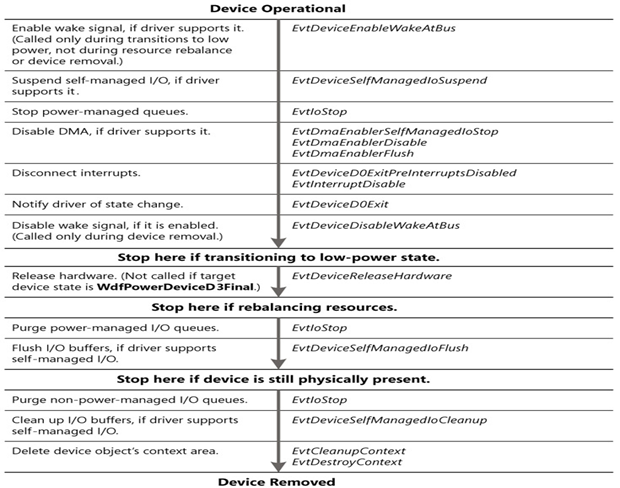 Device Operational
Enable wake signal, if driver supports it. EvtDeviceEnableWakeAtBus
(Called only during transitions to low
power, not during resource rebalance
or device removal.)
Suspend self-managed I/O, if driver EvtDeviceSelfManagedIoSuspend
supports it.
Stop power-managed queues. EvtIoStop
Disable DMA, if driver supports it. EvtDmaEnablerSelfManagedIoStop
EvtDmaEnablerDisable
EvtDmaEnablerFlush
Disconnect interrupts. EvtDeviceD0ExitPreInterruptsDisabled
EvtInterruptDisable
Notify driver of state change. EvtDeviceD0Exit
Disable wake signal, if it is enabled. EvtDeviceDisableWakeAtBus
(Called only during device removal.)
Stop here if transitioning to low-power state.
Release hardware. (Not called if target EvtDeviceReleaseHardware
device state is WdfPowerDeviceD3Final.)
Stop here if rebalancing resources.
Purge power-managed I/O queues. EvtIoStop
Flush I/O buffers, if driver supports EvtDeviceSelfManagedIoFlush
self-managed I/O.
Stop here if device is still physically present.
Purge non-power-managed I/O queues. EvtIoStop
Clean up I/O buffers, if driver supports EvtDeviceSelfManagedIoCleanup
self-managed I/O.
Delete device object's context area. EvtCleanupContext
EvtDestroyContext
Device Removed